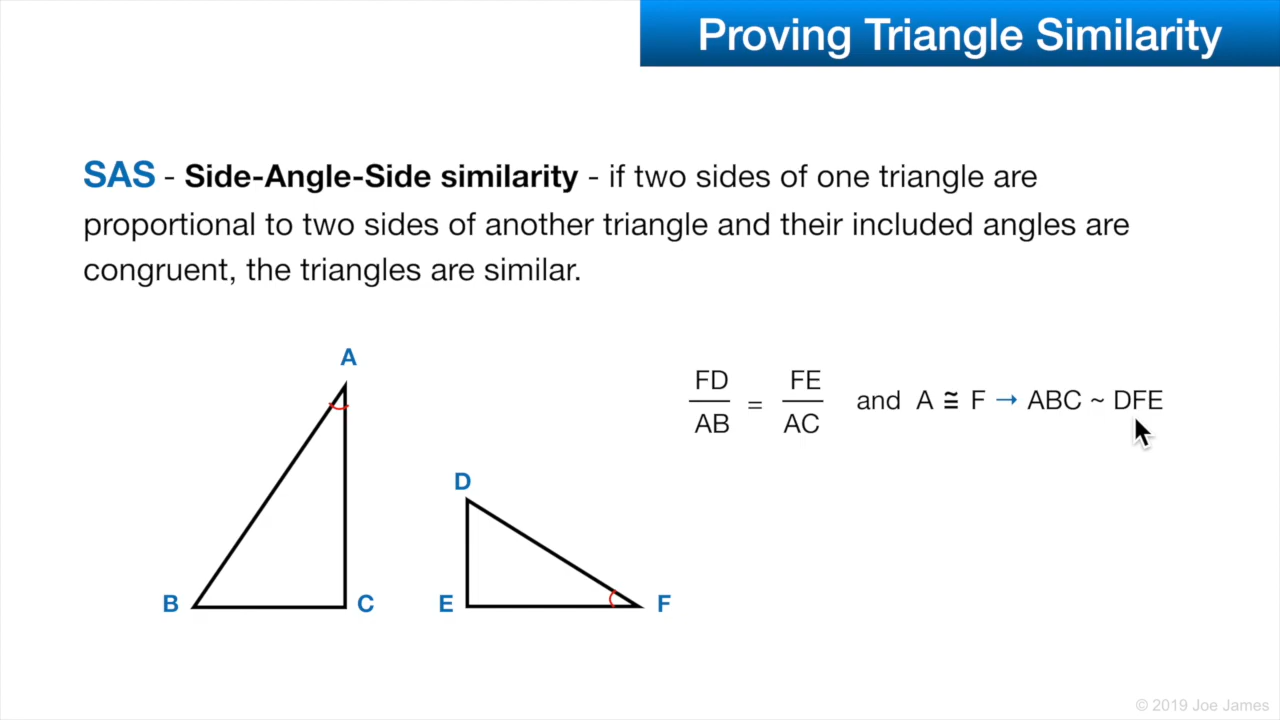 Proving Triangle Similarity
SAS - Side-Angle-Side similarity - if two sides of one triangle are
proportional to two sides of another triangle and their included angles are
congruent, the triangles are similar.
A
B
C
D
E
F
FD
AB
=
FE
AC
and A ≅ F → ABC ~ DFE
© 2019 Joe James